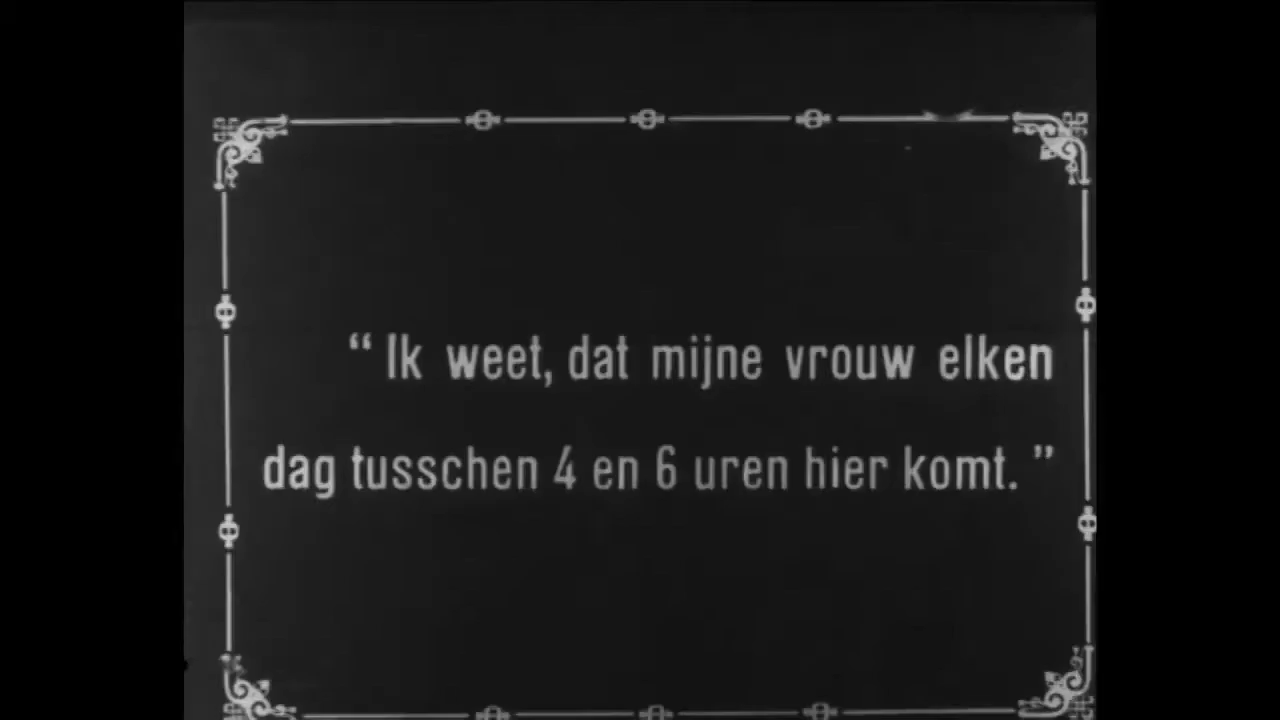 “Ik weet, dat mijne vrouw elken
dag tusschen 4 en 6 uren hier komt.”